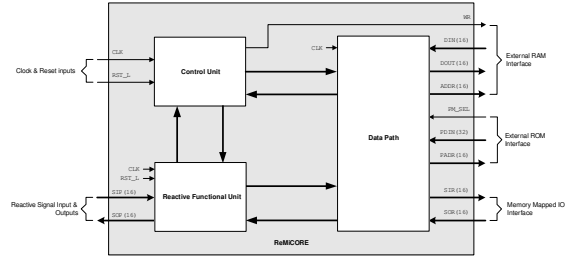 WR
CLK
DIN(16)
CLK
External RAM
Interface
Control Unit
DOUT(16)
Clock & Reset inputs
RST_L
ADDR(16)
PM_SEL
Data Path
PDIN(32)
External ROM
Interface
PADR(16)
CLK
RST_L
SIP(16)
Reactive Functional Unit
SIR(16)
Reactive Signal Input &
Outputs
Memory Mapped IO
Interface
SOP(16)
SOR(16)
ReMiCORE